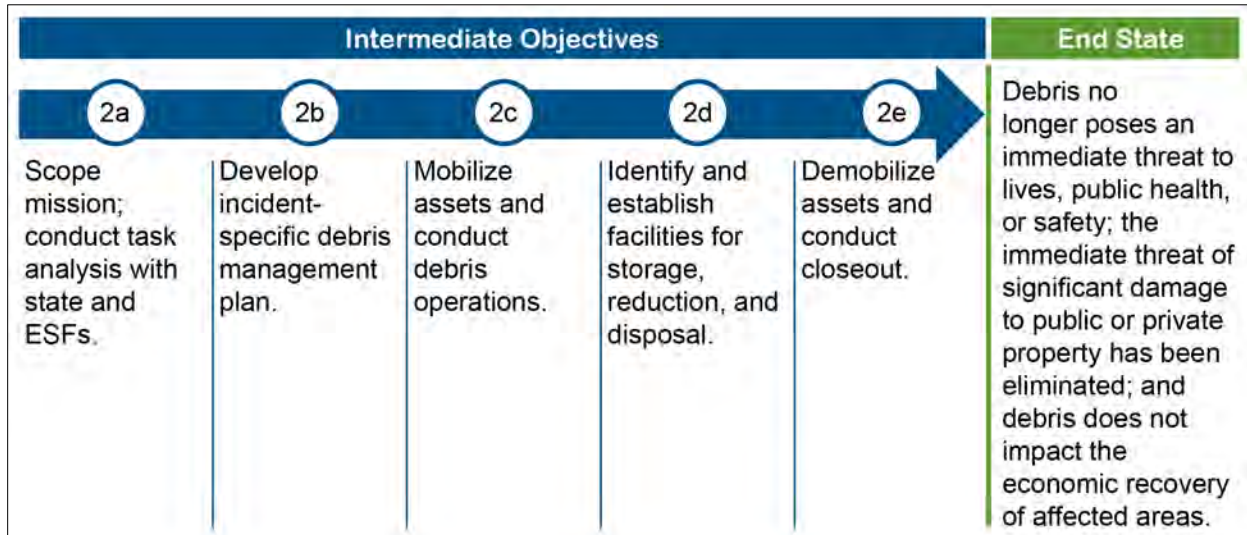 Intermediate Objectives
End State
2a
2b
2c
2d
2e
Scope
mission;
conduct task
analysis with
state and
ESFs.
Develop
incident-
specific debris
management
plan.
Mobilize
assets and
conduct
debris
operations.
Identify and
establish
facilities for
storage,
reduction, and
disposal.
Demobilize
assets and
conduct
closeout.
Debris no
longer poses an
immediate threat to
lives, public health,
or safety; the
immediate threat of
significant damage
to public or private
property has been
eliminated; and
debris does not
impact the
economic recovery
of affected areas.